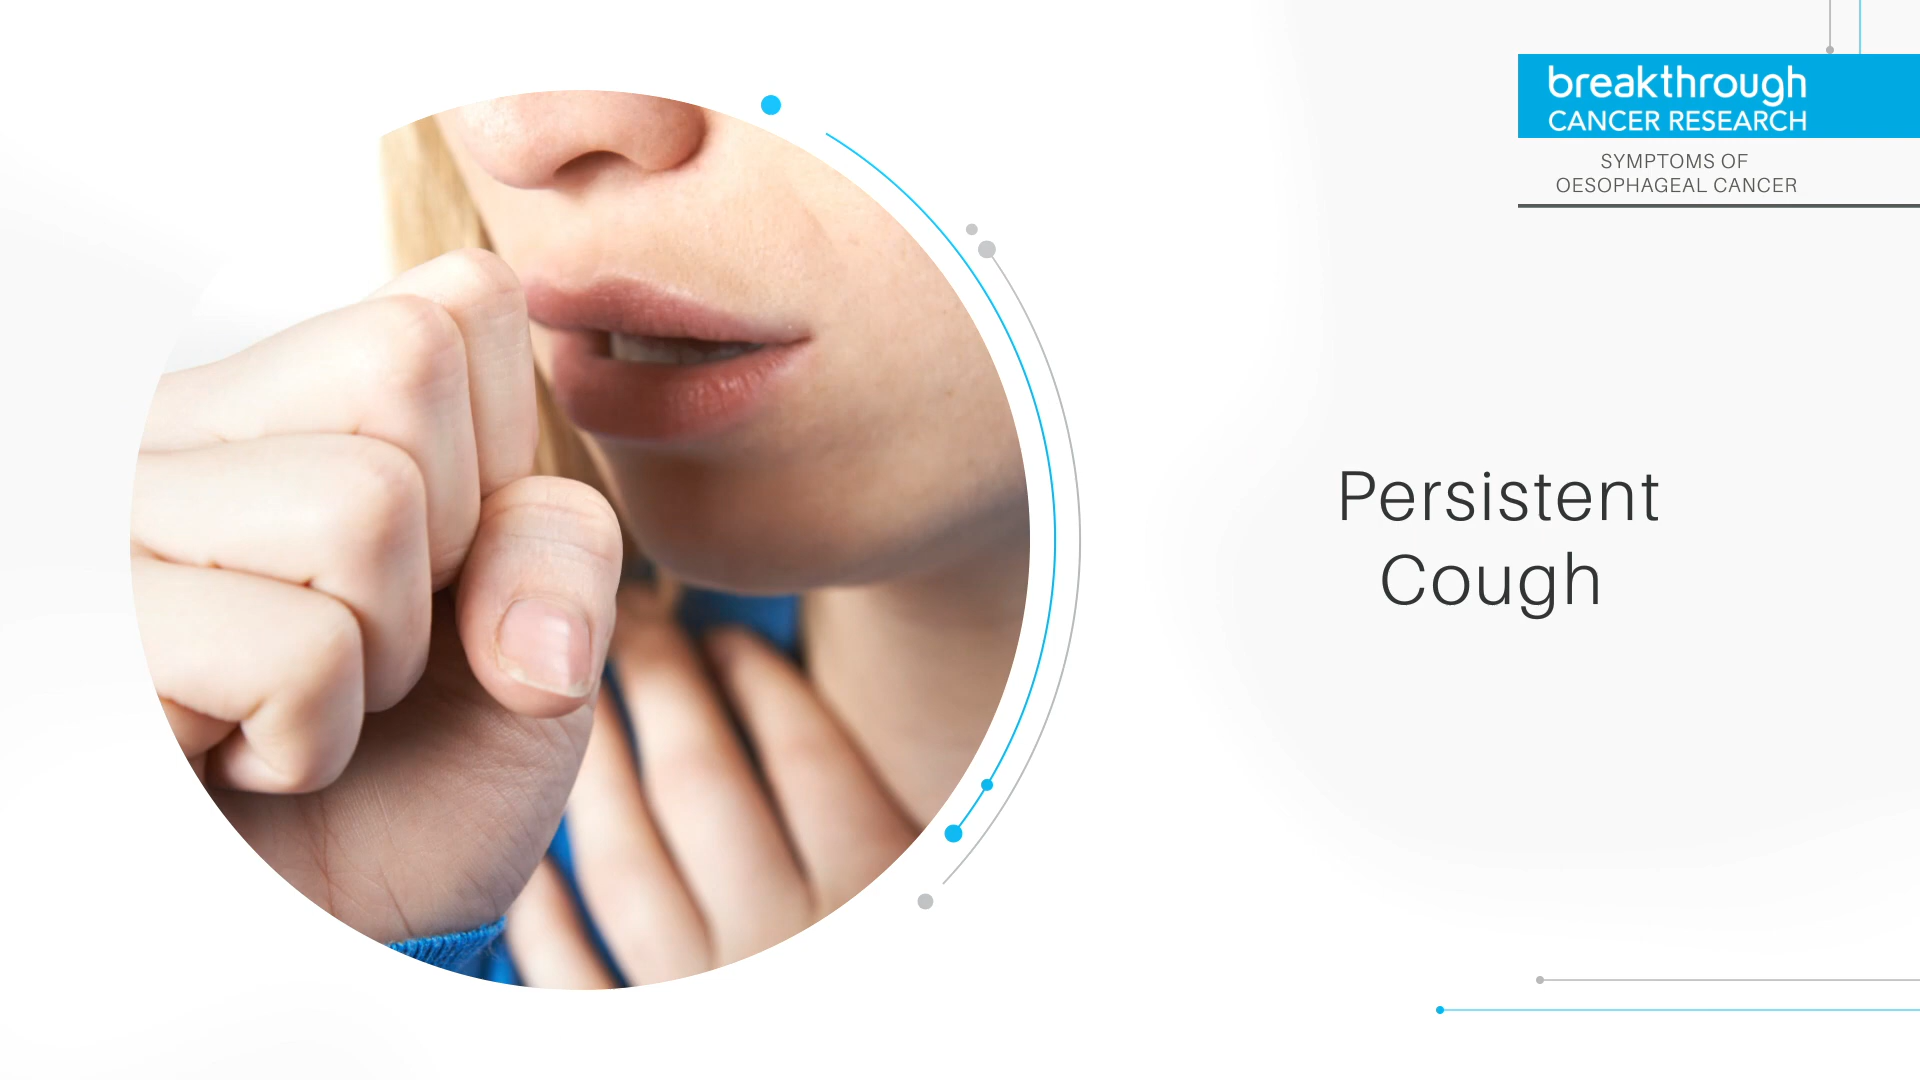 breakthrough
CANCER RESEARCH
SYMPTOMS OF
OESOPHAGEAL CANCER
Persistent
Cough